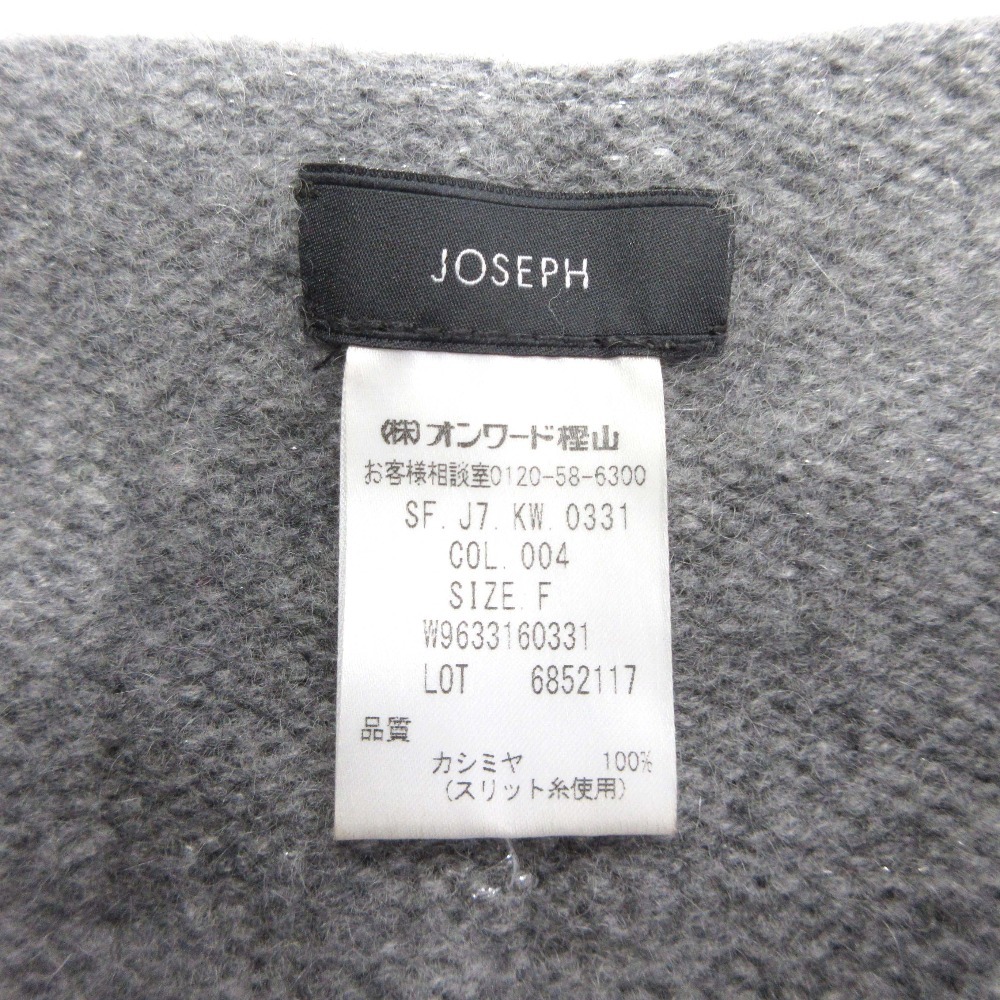 JOSEPH
㈱オンワード樫山
お客様相談室0120-58-6300
SF. J7. KW. 0331
COL. 004
SIZE. F
W9633160331
LOT 6852117
品質
カシミヤ 100%
(スリット糸使用)